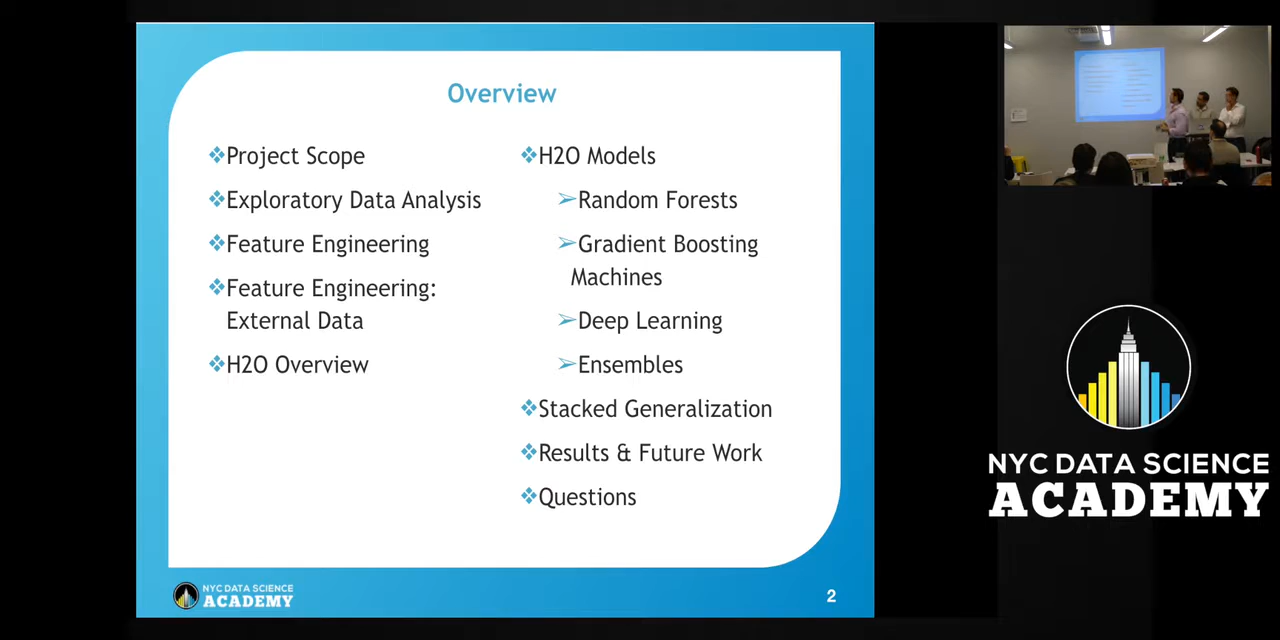 Overview
Project Scope
Exploratory Data Analysis
Feature Engineering
Feature Engineering:
External Data
H2O Overview
H2O Models
Random Forests
Gradient Boosting
Machines
Deep Learning
Ensembles
Stacked Generalization
Results & Future Work
Questions
NYC DATA SCIENCE
ACADEMY
2
NYC DATA SCIENCE
ACADEMY